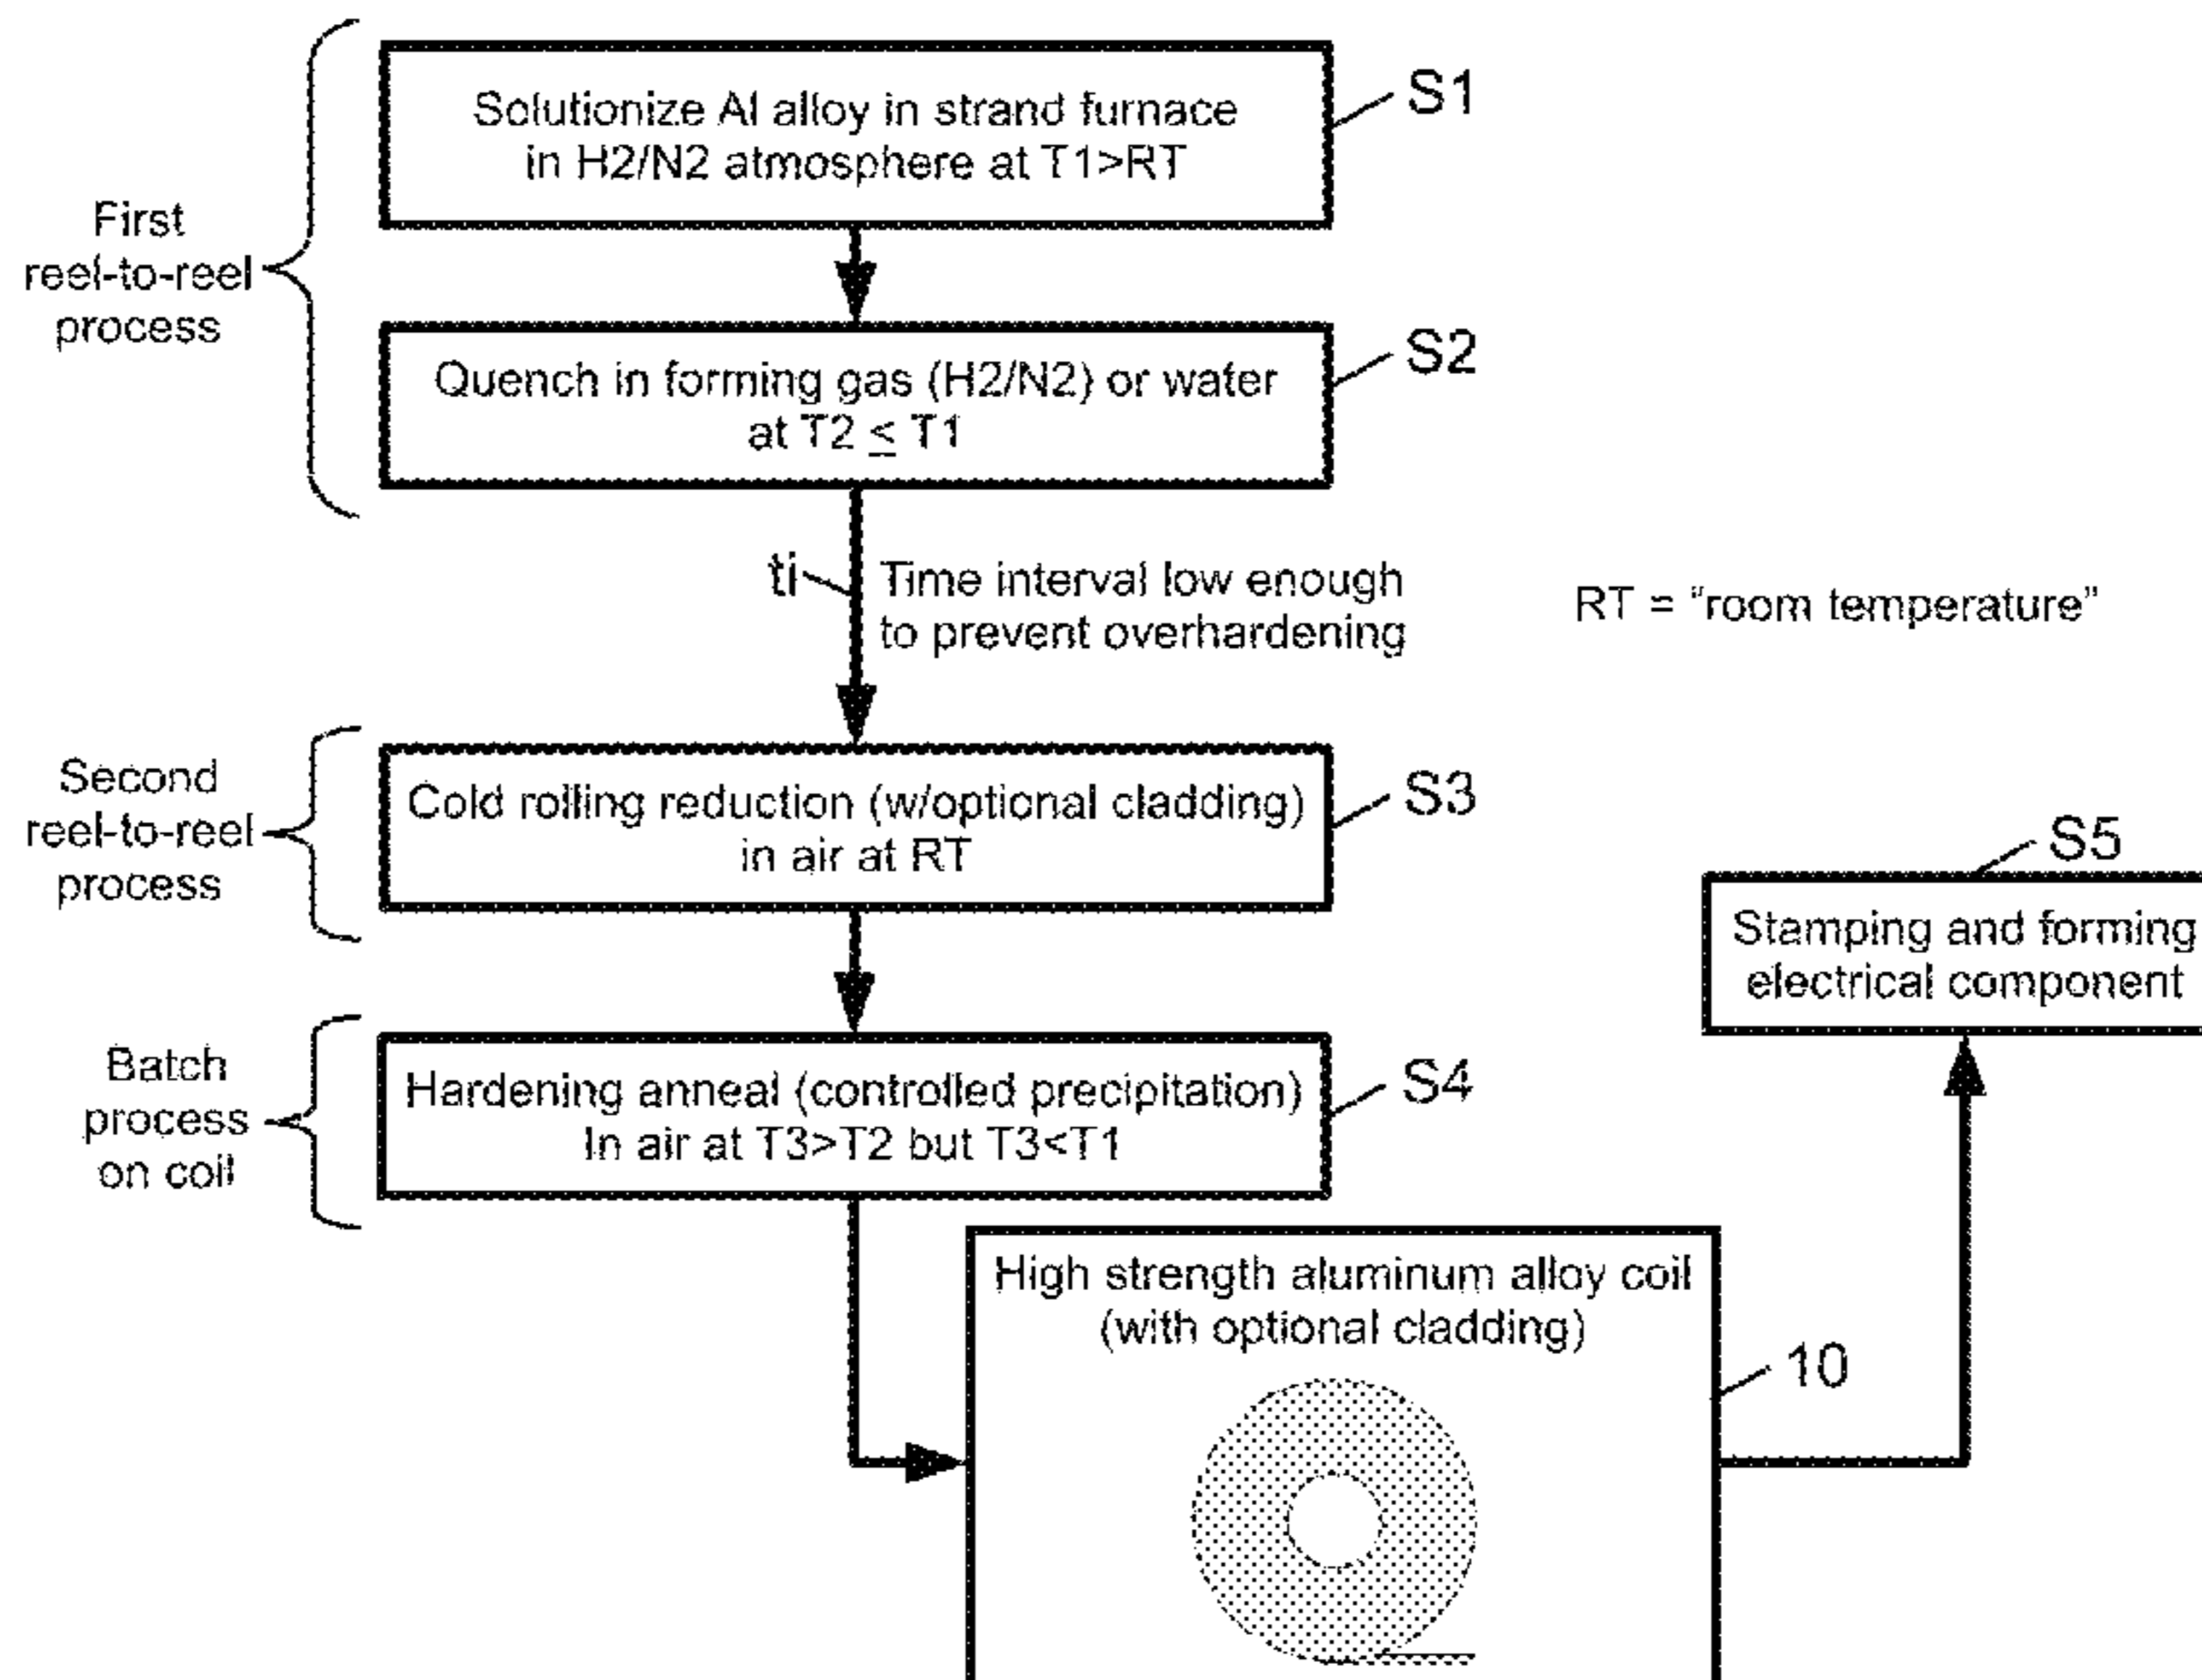 First
reel-to-reel
process
Solutionize Al alloy in strand furnace
in H2/N2 atmosphere at T1>RT
S1
Quench in forming gas (H2/N2) or water
at T2 ≤ T1
S2
ti
Time interval low enough
to prevent overhardening
RT = "room temperature"
Second
reel-to-reel
process
Cold rolling reduction (w/optional cladding)
in air at RT
S3
Batch
process
on coil
Hardening anneal (controlled precipitation)
In air at T3>T2 but T3<T1
S4
High strength aluminum alloy coil
(with optional cladding)
10
S5
Stamping and forming
electrical component